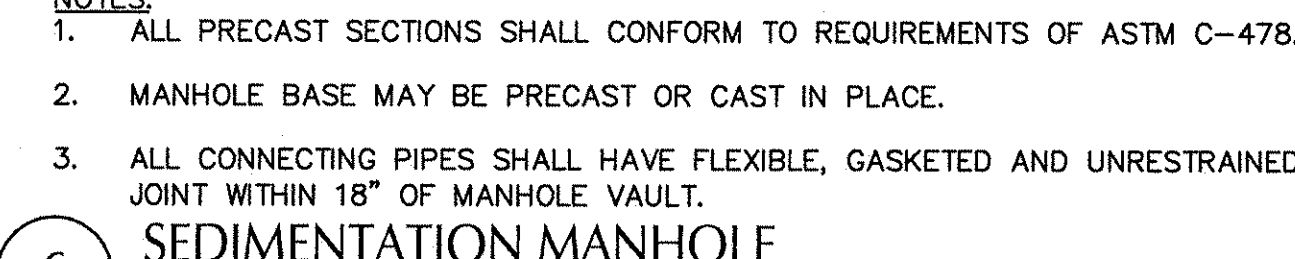 NOTES:
1. ALL PRECAST SECTIONS SHALL CONFORM TO REQUIREMENTS OF ASTM C-478.
2. MANHOLE BASE MAY BE PRECAST OR CAST IN PLACE.
3. ALL CONNECTING PIPES SHALL HAVE FLEXIBLE, GASKETED AND UNRESTRAINED
JOINT WITHIN 18" OF MANHOLE VAULT.
SEDIMENTATION MANHOLE